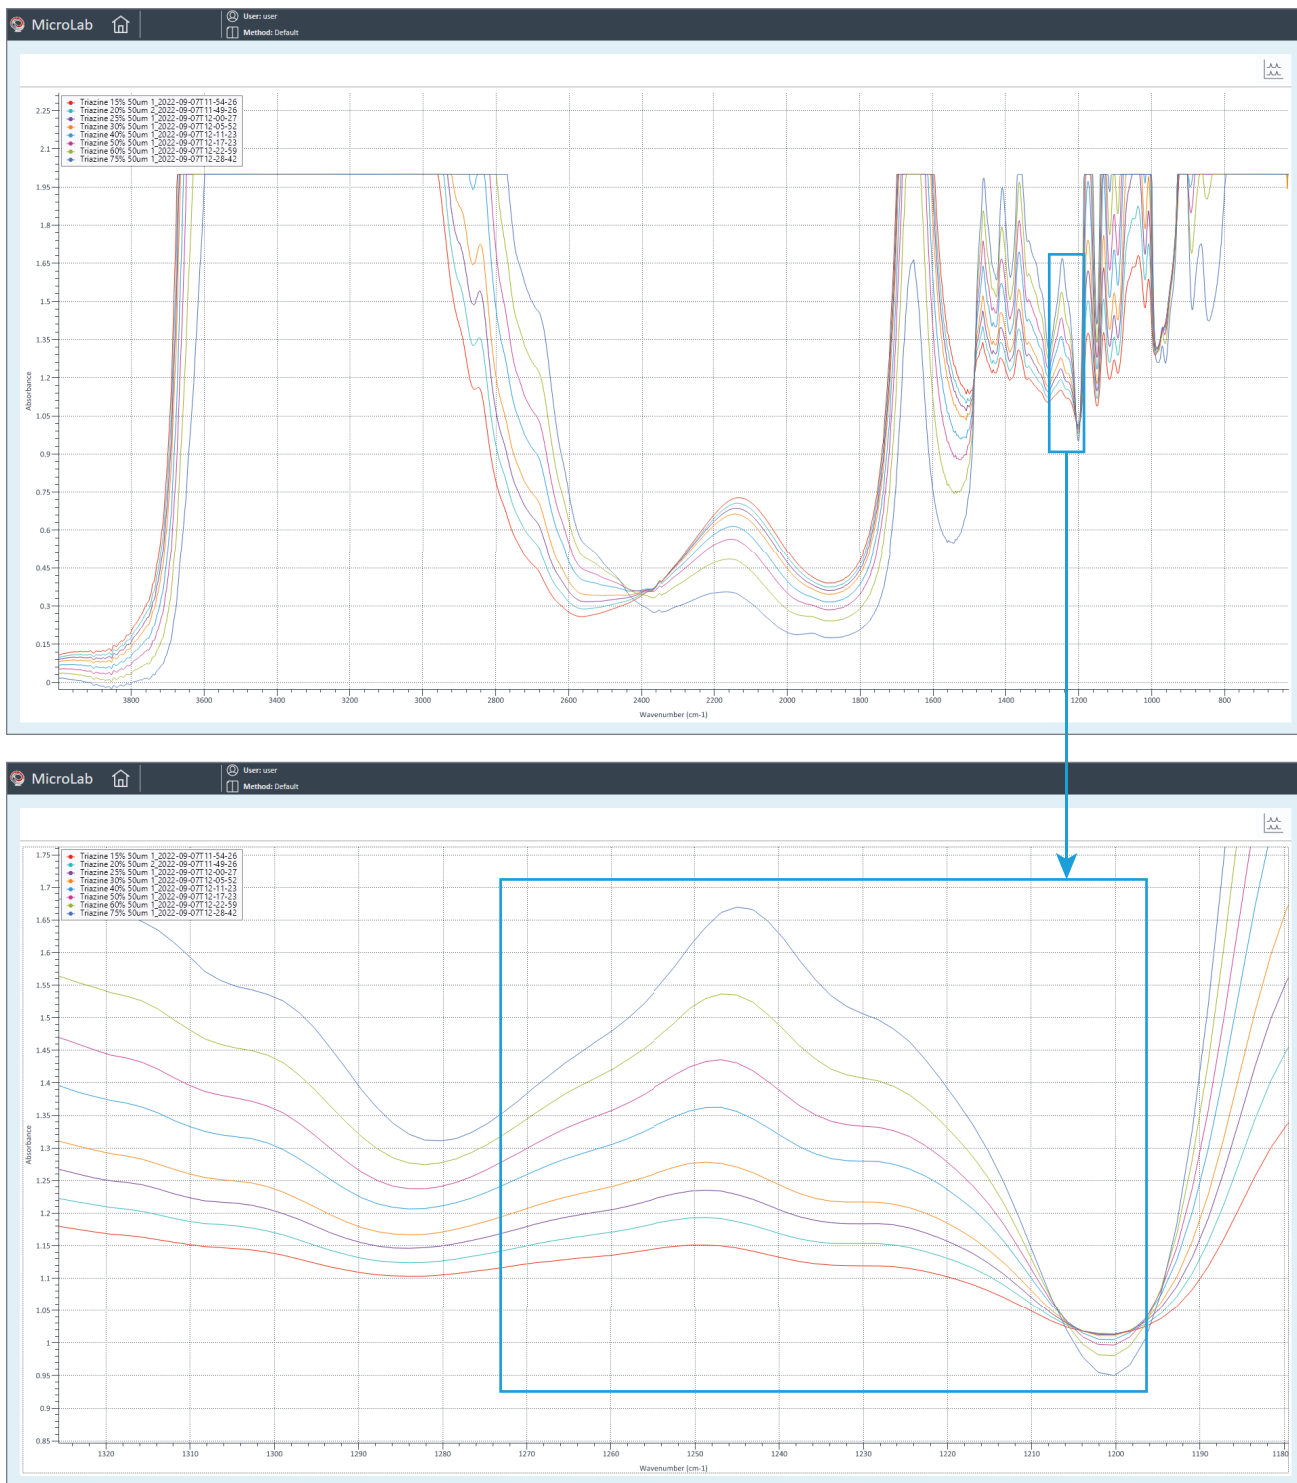 MicroLab
User: user
Method: Default
Triazine 15% 50um 1_2022-09-07T11-54-26
Triazine 20% 50um 2_2022-09-07T11-49-26
Triazine 25% 50um 1_2022-09-07T12-00-27
Triazine 30% 50um 1_2022-09-07T12-05-52
Triazine 40% 50um 1_2022-09-07T12-11-23
Triazine 50% 50um 1_2022-09-07T12-17-23
Triazine 60% 50um 1_2022-09-07T12-22-59
Triazine 75% 50um 1_2022-09-07T12-28-42
2.25
2.1
1.95
1.8
1.65
1.5
1.35
1.2
1.05
0.9
0.75
0.6
0.45
0.3
0.15
0
Absorbance
3800 3600 3400 3200 3000 2800 2600 2400 2200 2000 1800 1600 1400 1200 1000 800
Wavenumber (cm-1)
MicroLab
User: user
Method: Default
Triazine 15% 50um 1_2022-09-07T11-54-26
Triazine 20% 50um 2_2022-09-07T11-49-26
Triazine 25% 50um 1_2022-09-07T12-00-27
Triazine 30% 50um 1_2022-09-07T12-05-52
Triazine 40% 50um 1_2022-09-07T12-11-23
Triazine 50% 50um 1_2022-09-07T12-17-23
Triazine 60% 50um 1_2022-09-07T12-22-59
Triazine 75% 50um 1_2022-09-07T12-28-42
1.75
1.7
1.65
1.6
1.55
1.5
1.45
1.4
1.35
1.3
1.25
1.2
1.15
1.1
1.05
1
0.95
0.9
0.85
Absorbance
1320 1310 1300 1290 1280 1270 1260 1250 1240 1230 1220 1210 1200 1190 1180
Wavenumber (cm-1)